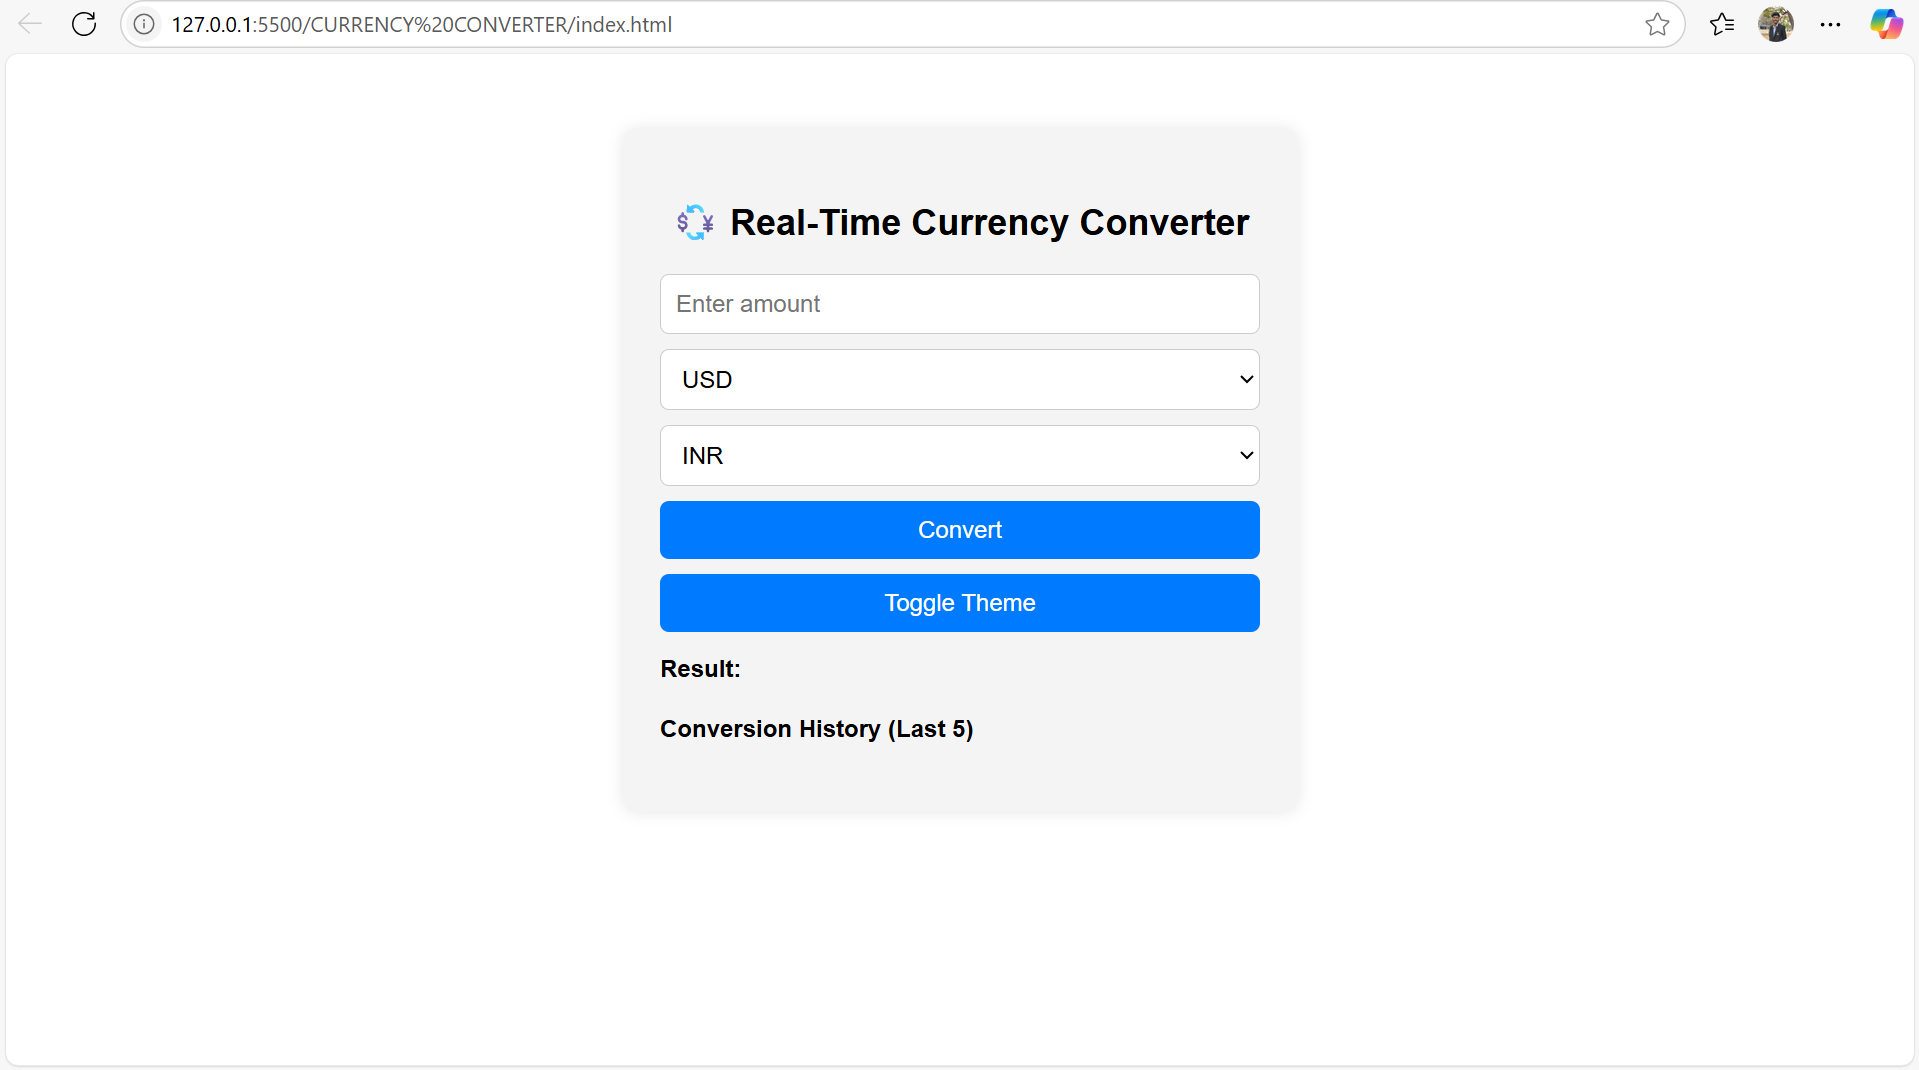 127.0.0.1:5500/CURRENCY%20CONVERTER/index.html
💱 Real-Time Currency Converter
Enter amount
USD
INR
Convert
Toggle Theme
Result:
Conversion History (Last 5)